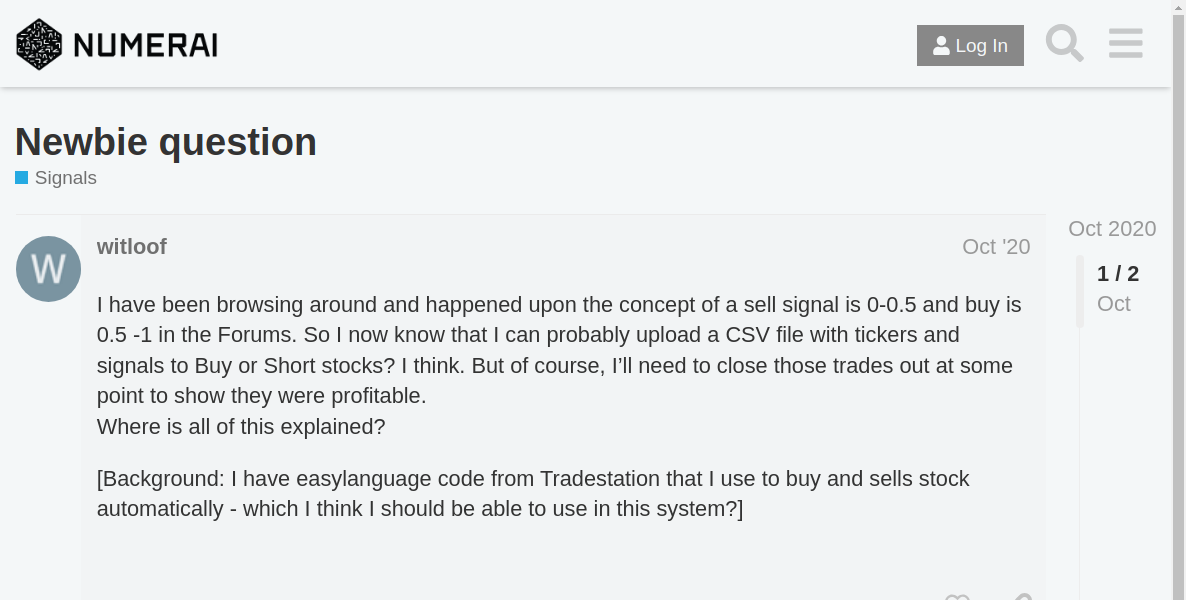 NUMERAI
Log In
Newbie question
Signals
W
witloof
Oct '20
I have been browsing around and happened upon the concept of a sell signal is 0-0.5 and buy is
0.5 -1 in the Forums. So I now know that I can probably upload a CSV file with tickers and
signals to Buy or Short stocks? I think. But of course, I’ll need to close those trades out at some
point to show they were profitable.
Where is all of this explained?
[Background: I have easylanguage code from Tradestation that I use to buy and sells stock
automatically - which I think I should be able to use in this system?]
Oct 2020
1 / 2
Oct